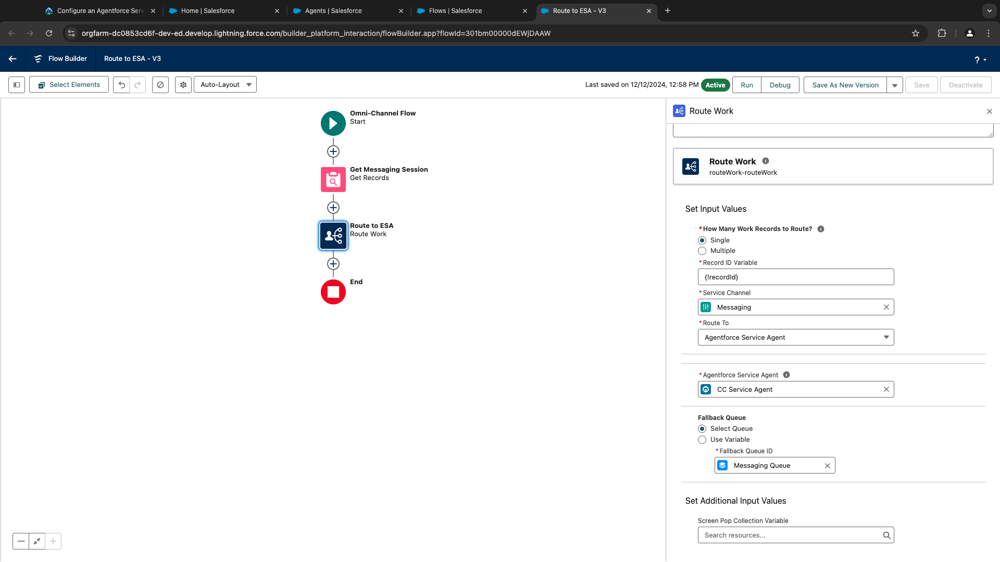 Configure an Agentforce Serv
Home | Salesforce
Agents | Salesforce
Flows | Salesforce
Route to ESA - V3
orgfarm-dc0853cd6f-dev-ed.develop.lightning.force.com/builder_platform_interaction/flowBuilder.app?flowId=301bm00000dEWjDAAW
Flow Builder
Route to ESA - V3
?
Select Elements
Auto-Layout
Last saved on 12/12/2024, 12:58 PM
Active
Run
Debug
Save As New Version
Save
Deactivate
Omni-Channel Flow
Start
Get Messaging Session
Get Records
Route to ESA
Route Work
End
Route Work
Route Work
routeWork-routeWork
Set Input Values
*How Many Work Records to Route?
Single
Multiple
*Record ID Variable
{!recordId}
*Service Channel
Messaging
*Route To
Agentforce Service Agent
*Agentforce Service Agent
CC Service Agent
Fallback Queue
Select Queue
Use Variable
*Fallback Queue ID
Messaging Queue
Set Additional Input Values
Screen Pop Collection Variable
Search resources...